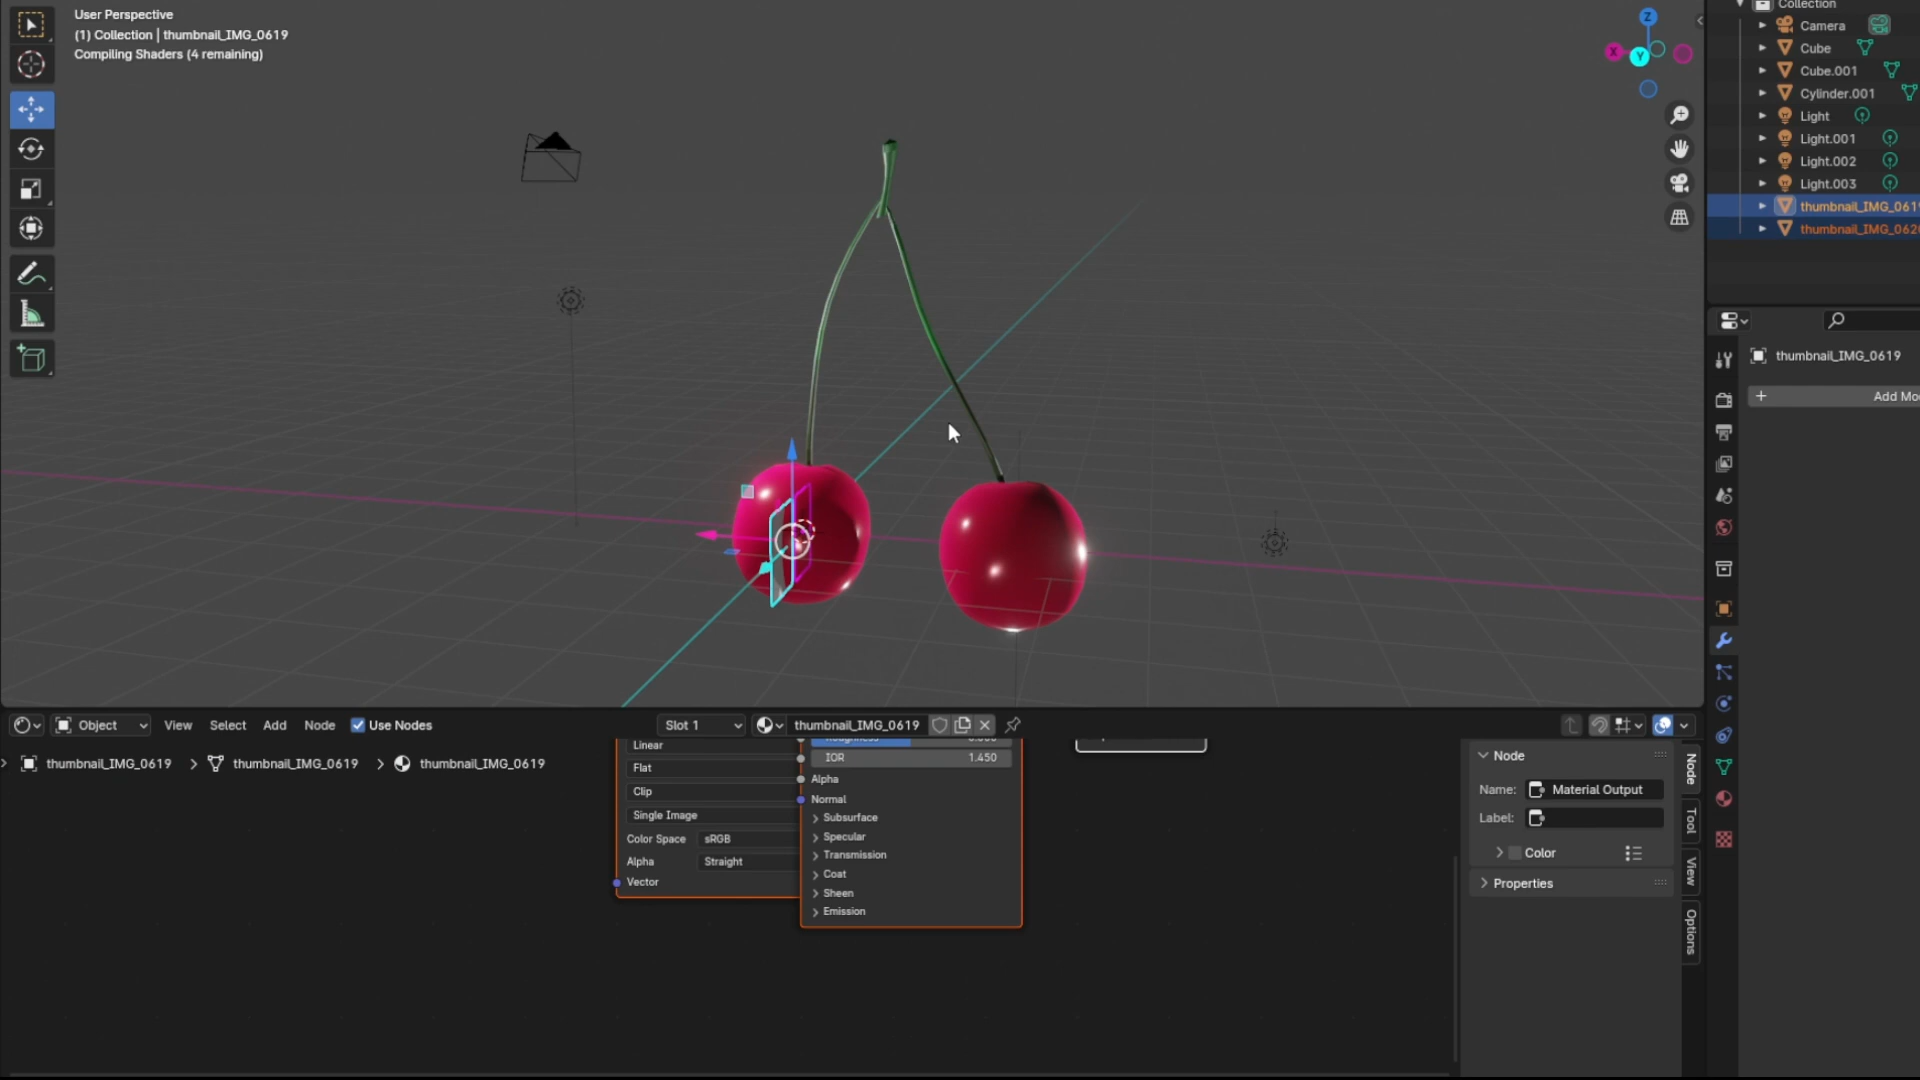 User Perspective
(1) Collection | thumbnail_IMG_0619
Compiling Shaders (4 remaining)
Z
X
Y
Collection
Camera
Cube
Cube.001
Cylinder.001
Light
Light.001
Light.002
Light.003
thumbnail_IMG_0619
thumbnail_IMG_0620
thumbnail_IMG_0619
Add Mo
Object
View
Select
Add
Node
Use Nodes
Slot 1
thumbnail_IMG_0619
thumbnail_IMG_0619
thumbnail_IMG_0619
thumbnail_IMG_0619
Linear
Flat
Clip
Single Image
Color Space sRGB
Alpha Straight
Vector
IOR 1.450
Alpha
Normal
Subsurface
Specular
Transmission
Coat
Sheen
Emission
Node
Name: Material Output
Label:
Color
Properties
Node
Tool
View
Options